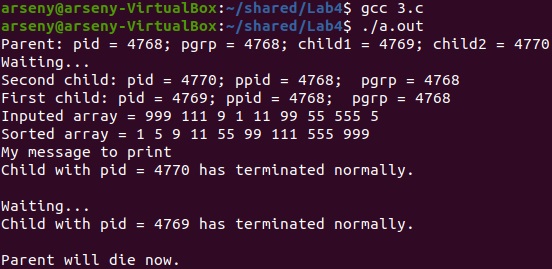 arseny@arseny-VirtualBox:~/shared/Lab4$ gcc 3.c
arseny@arseny-VirtualBox:~/shared/Lab4$ ./a.out
Parent: pid = 4768; pgrp = 4768; child1 = 4769; child2 = 4770
Waiting...
Second child: pid = 4770; ppid = 4768;  pgrp = 4768
First child: pid = 4769; ppid = 4768;  pgrp = 4768
Inputed array = 999 111 9 1 11 99 55 555 5
Sorted array = 1 5 9 11 55 99 111 555 999
My message to print
Child with pid = 4770 has terminated normally.
Waiting...
Child with pid = 4769 has terminated normally.
Parent will die now.